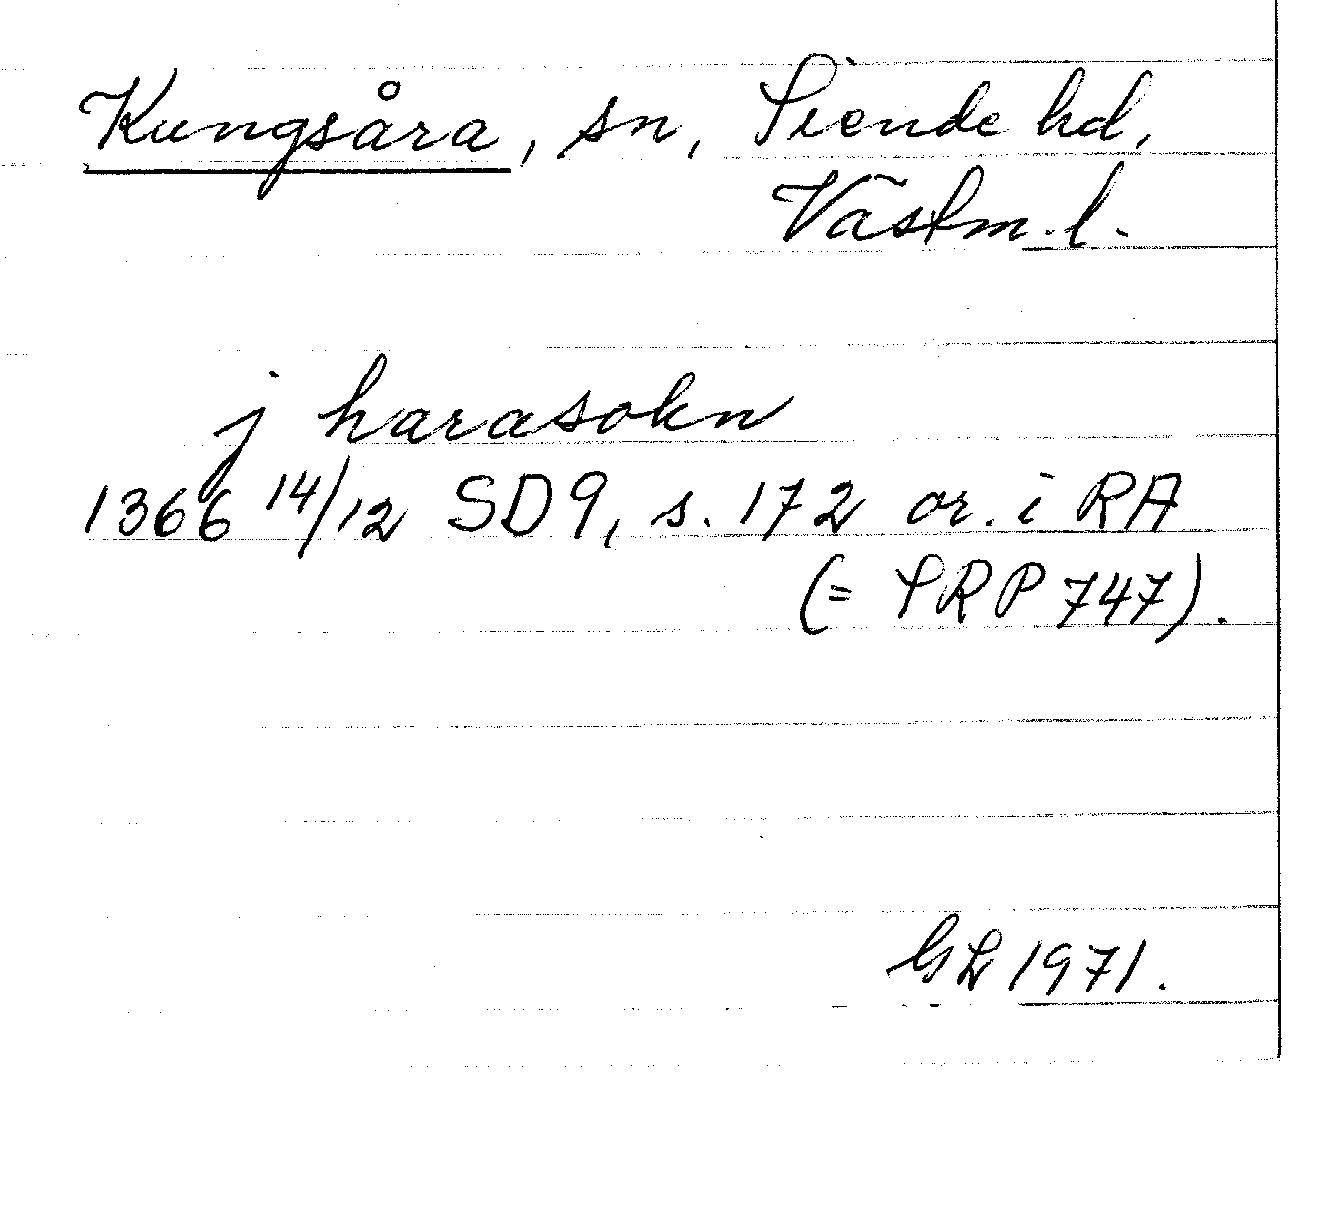 Kungsåra, sn, Siende hd,
Västm. l.
j harasokn
1366 14/12 SD9, s. 172 or. i RA
(= SRP 747).
GL 1971.